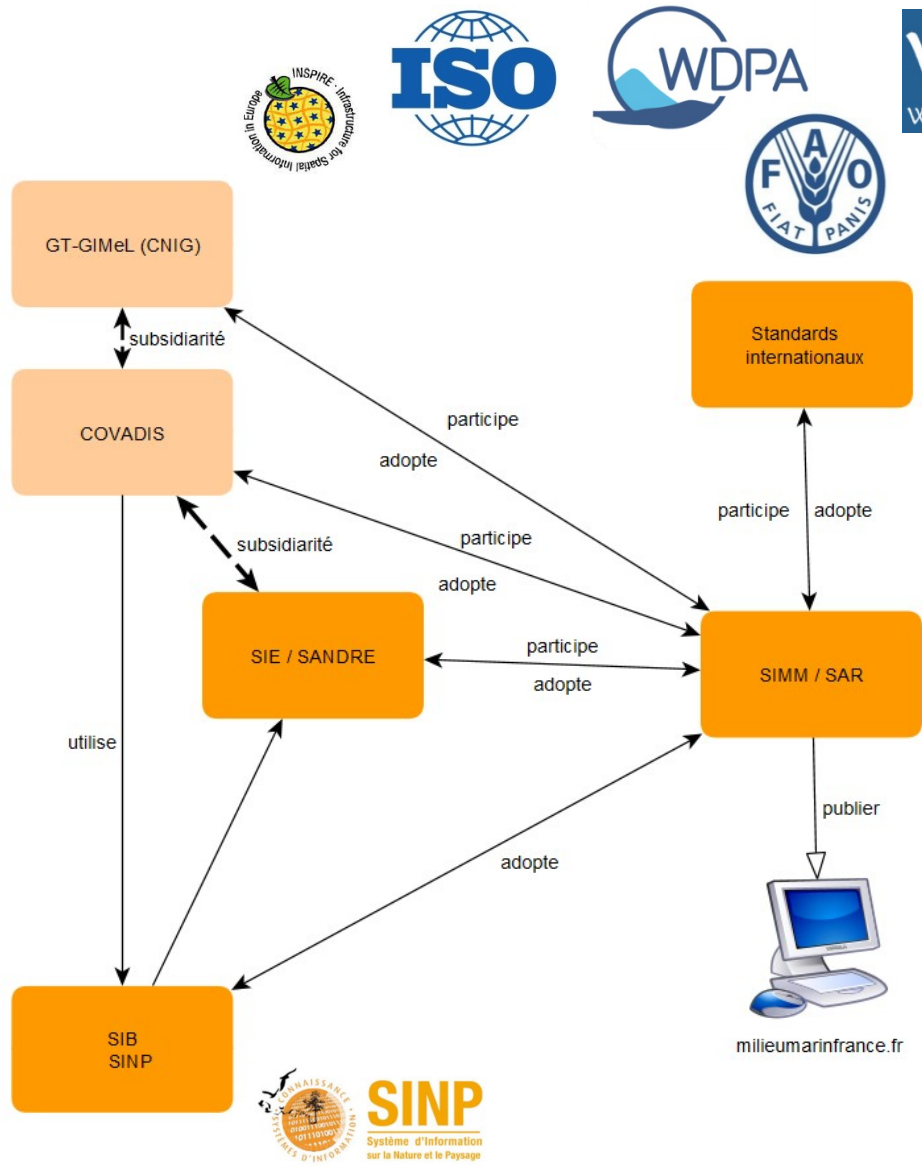 INSPIRE · Infrastructure for Spatial Information in Europe
ISO
WDPA
FAO
FIAT PANIS
GT-GIMeL (CNIG)
subsidiarité
Standards
internationaux
COVADIS
participe
adopte
participe
adopte
participe
adopte
subsidiarité
SIE / SANDRE
participe
adopte
SIMM / SAR
utilise
publier
adopte
SIB
SINP
milieumarinfrance.fr
CONNAISSANCE
SYSTÈMES D'INFORMATION
SINP
Système d'Information
sur la Nature et le Paysage